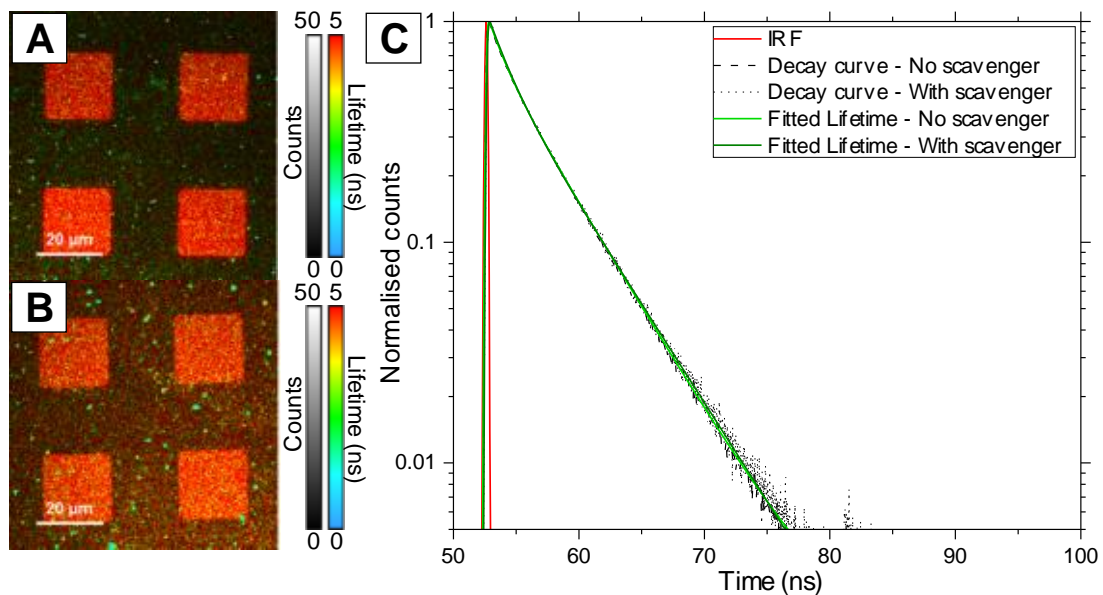 A
20 µm
50 5
Counts
Lifetime (ns)
0 0
B
20 µm
50 5
Counts
Lifetime (ns)
0 0
C
IRF
Decay curve - No scavenger
Decay curve - With scavenger
Fitted Lifetime - No scavenger
Fitted Lifetime - With scavenger
Normalised counts
1
0.1
0.01
50 60 70 80 90 100
Time (ns)